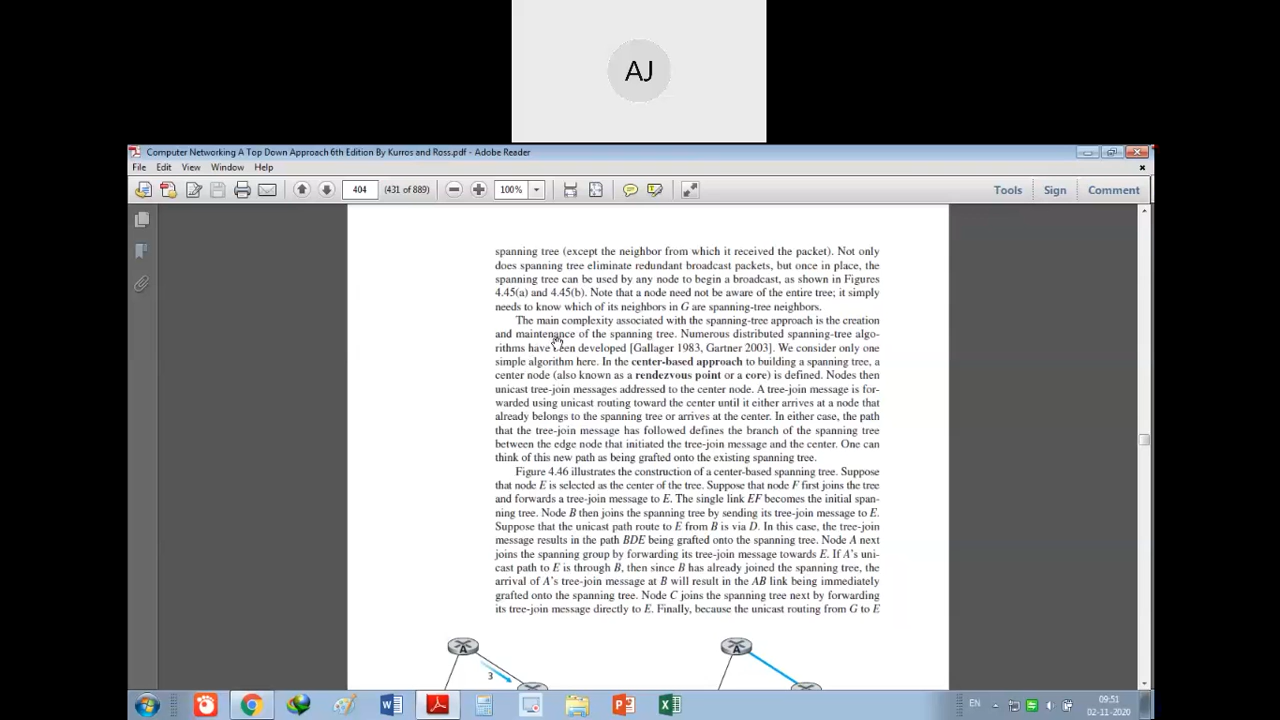 AJ
Computer Networking A Top Down Approach 6th Edition By Kurros and Ross.pdf - Adobe Reader
File Edit View Window Help
404 (431 of 889) 100% Tools Sign Comment
spanning tree (except the neighbor from which it received the packet). Not only
does spanning tree eliminate redundant broadcast packets, but once in place, the
spanning tree can be used by any node to begin a broadcast, as shown in Figures
4.45(a) and 4.45(b). Note that a node need not be aware of the entire tree; it simply
needs to know which of its neighbors in G are spanning-tree neighbors.
The main complexity associated with the spanning-tree approach is the creation
and maintenance of the spanning tree. Numerous distributed spanning-tree algo-
rithms have been developed [Gallager 1983, Gartner 2003]. We consider only one
simple algorithm here. In the center-based approach to building a spanning tree, a
center node (also known as a rendezvous point or a core) is defined. Nodes then
unicast tree-join messages addressed to the center node. A tree-join message is for-
warded using unicast routing toward the center until it either arrives at a node that
already belongs to the spanning tree or arrives at the center. In either case, the path
that the tree-join message has followed defines the branch of the spanning tree
between the edge node that initiated the tree-join message and the center. One can
think of this new path as being grafted onto the existing spanning tree.
Figure 4.46 illustrates the construction of a center-based spanning tree. Suppose
that node E is selected as the center of the tree. Suppose that node F first joins the tree
and forwards a tree-join message to E. The single link EF becomes the initial span-
ning tree. Node B then joins the spanning tree by sending its tree-join message to E.
Suppose that the unicast path route to E from B is via D. In this case, the tree-join
message results in the path BDE being grafted onto the spanning tree. Node A next
joins the spanning group by forwarding its tree-join message towards E. If A's uni-
cast path to E is through B, then since B has already joined the spanning tree, the
arrival of A's tree-join message at B will result in the AB link being immediately
grafted onto the spanning tree. Node C joins the spanning tree next by forwarding
its tree-join message directly to E. Finally, because the unicast routing from G to E
A A
3
EN 09:51
02-11-2020